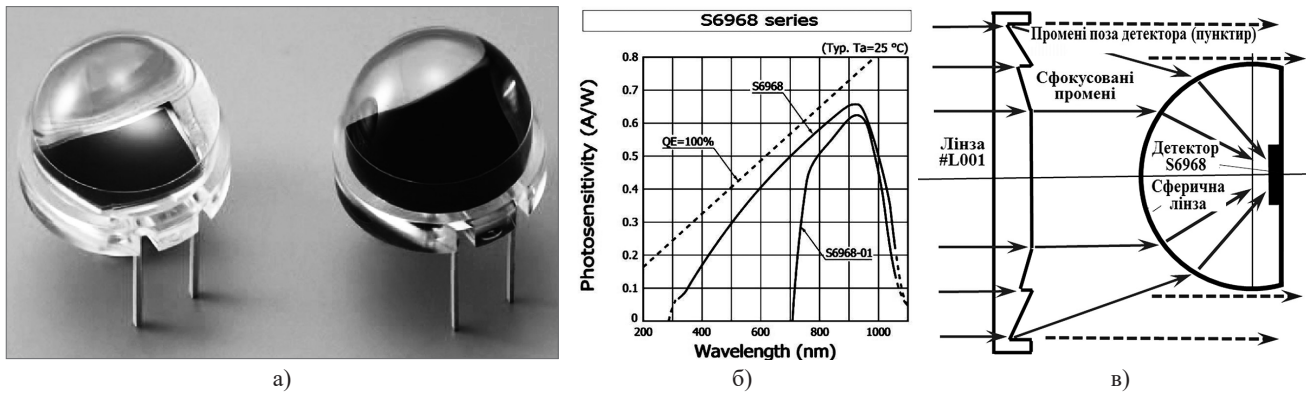 S6968 series
(Typ. Ta=25 °C)
Photosensitivity (A/W)
0.8
0.7
0.6
0.5
0.4
0.3
0.2
0.1
0
S6968
QE=100%
S6968-01
200
400
600
800
1000
Wavelength (nm)
Промені поза детектора (пунктир)
Сфокусовані
промені
Лінза
#L001
Детектор
S6968
Сферична
лінза
а)
б)
в)